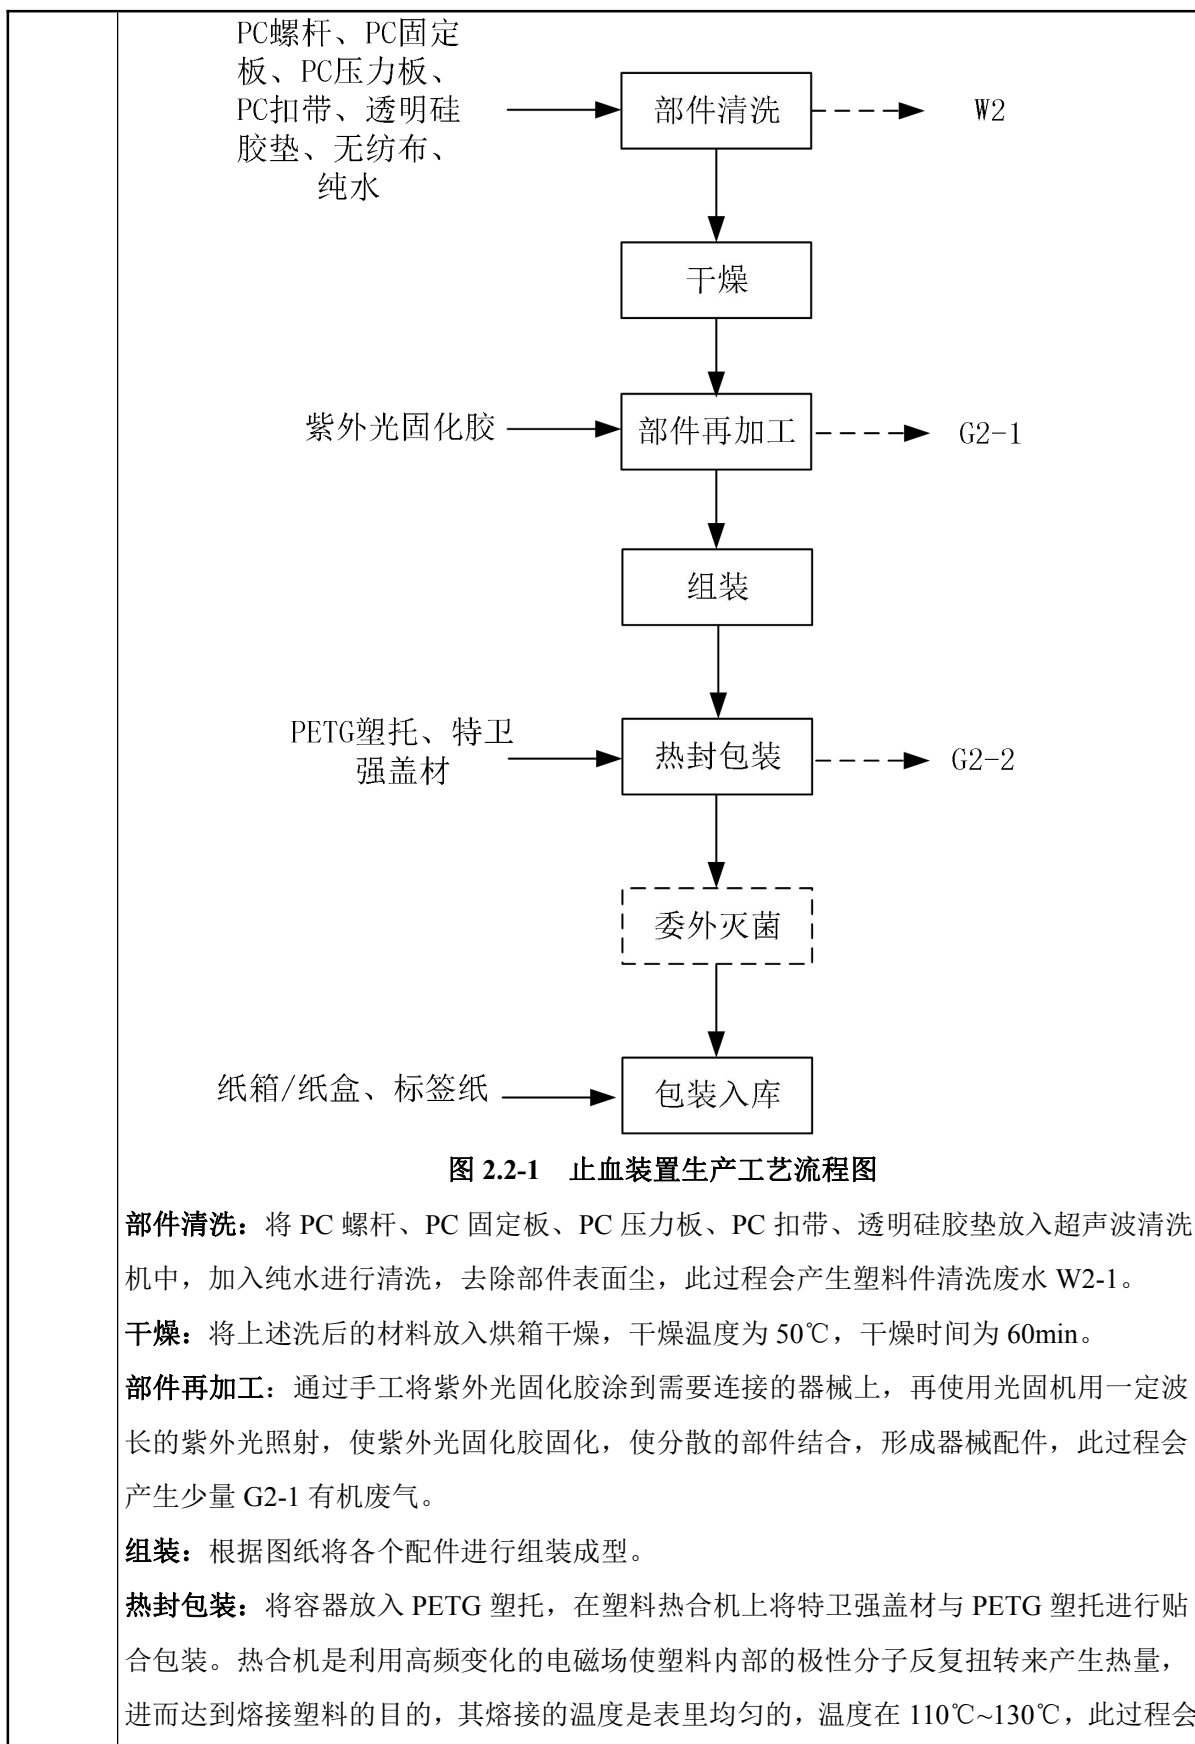 PC螺杆、PC固定
板、PC压力板、
PC扣带、透明硅
胶垫、无纺布、
纯水
部件清洗
W2
干燥
紫外光固化胶
部件再加工
G2-1
组装
PETG塑托、特卫
强盖材
热封包装
G2-2
委外灭菌
纸箱/纸盒、标签纸
包装入库
图 2.2-1 止血装置生产工艺流程图
部件清洗：将 PC 螺杆、PC 固定板、PC 压力板、PC 扣带、透明硅胶垫放入超声波清洗
机中，加入纯水进行清洗，去除部件表面尘，此过程会产生塑料件清洗废水 W2-1。
干燥：将上述洗后的材料放入烘箱干燥，干燥温度为 50℃，干燥时间为 60min。
部件再加工：通过手工将紫外光固化胶涂到需要连接的器械上，再使用光固机用一定波
长的紫外光照射，使紫外光固化胶固化，使分散的部件结合，形成器械配件，此过程会
产生少量 G2-1 有机废气。
组装：根据图纸将各个配件进行组装成型。
热封包装：将容器放入 PETG 塑托，在塑料热合机上将特卫强盖材与 PETG 塑托进行贴
合包装。热合机是利用高频变化的电磁场使塑料内部的极性分子反复扭转来产生热量，
进而达到熔接塑料的目的，其熔接的温度是表里均匀的，温度在 110℃~130℃，此过程会